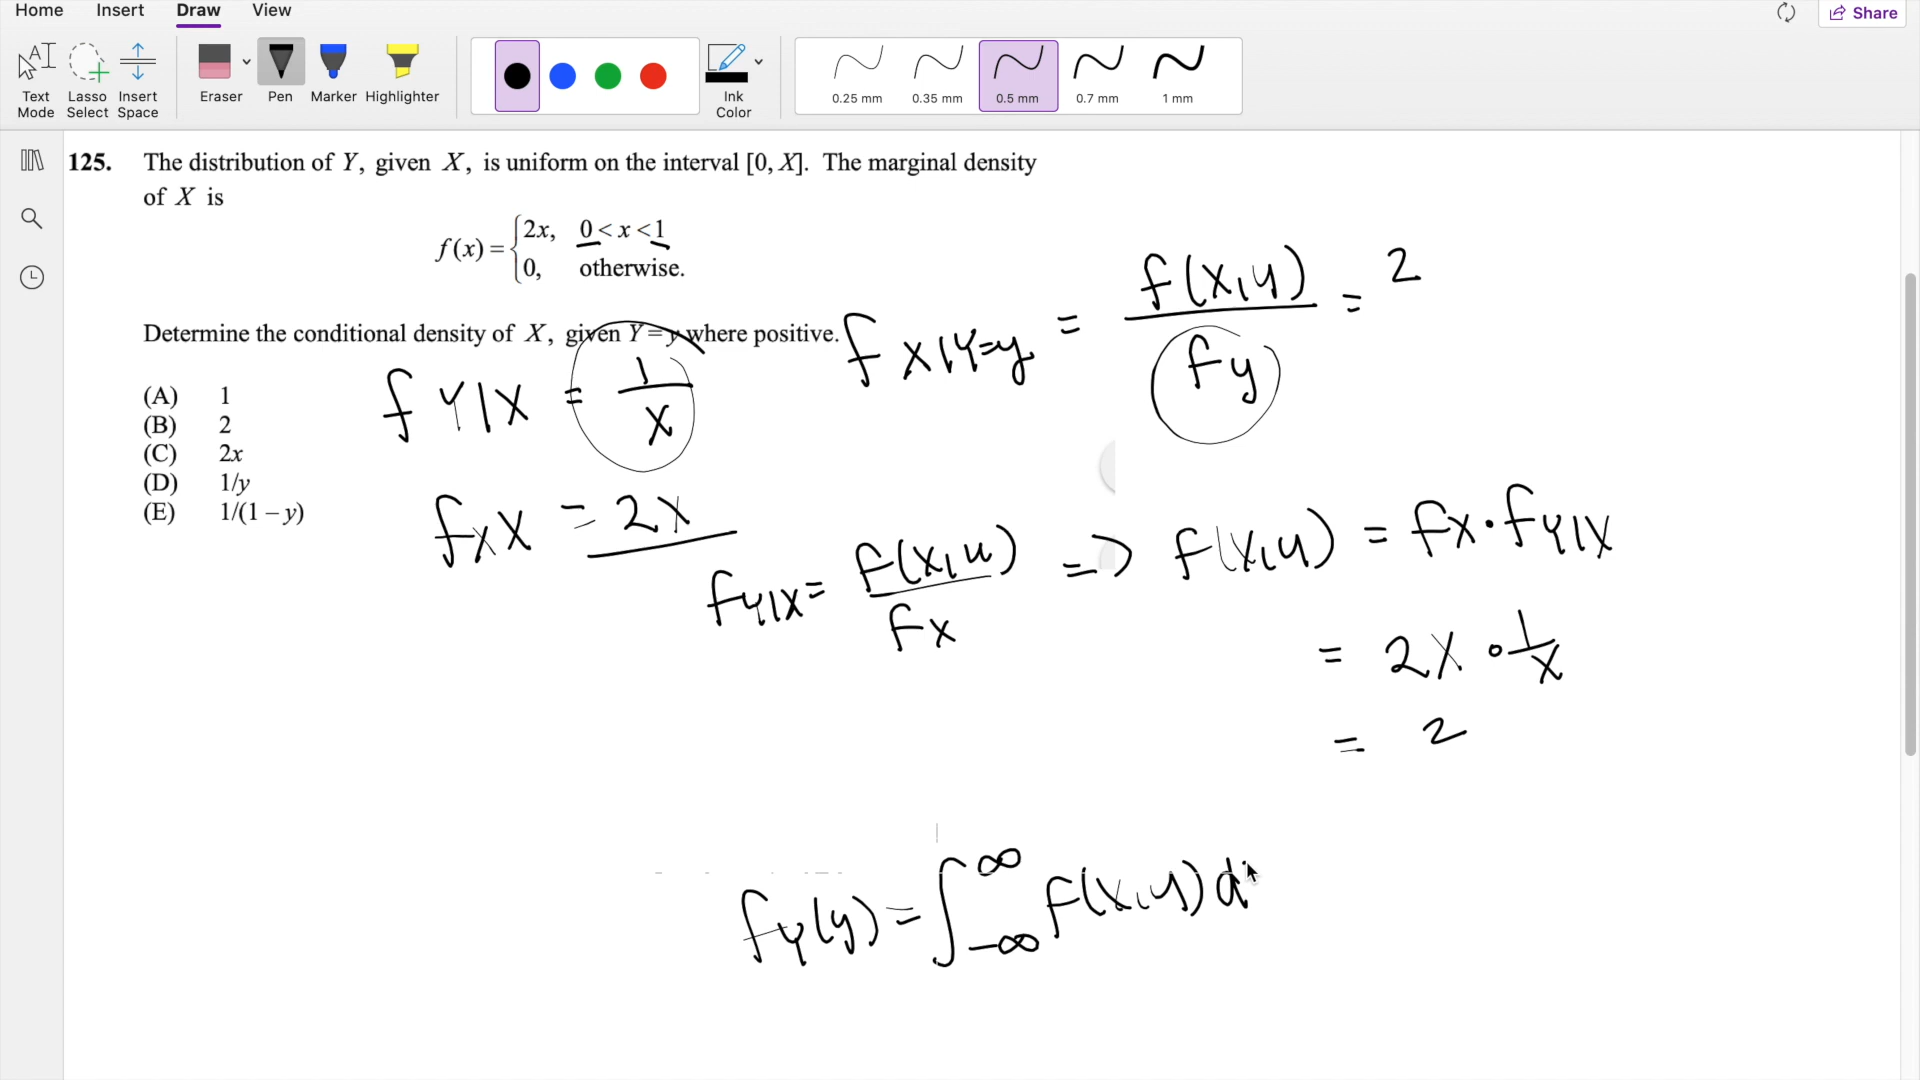 Home Insert Draw View Share
Text Mode
Lasso Select
Insert Space
Eraser
Pen
Marker
Highlighter
Ink Color
0.25 mm
0.35 mm
0.5 mm
0.7 mm
1 mm
125. The distribution of Y, given X, is uniform on the interval [0, X]. The marginal density
of X is
f(x) = {2x, 0 < x < 1
0, otherwise.
Determine the conditional density of X, given Y = y where positive.
(A) 1
(B) 2
(C) 2x
(D) 1/y
(E) 1/(1 – y)
f X|Y=y = f(x,y) / fy = 2
f Y|X = 1/X
fxX = 2X
fY|X = f(x,y) / fx => f(x,y) = fx · fY|X
= 2X · 1/X
= 2
fY(y) = ∫_{-∞}^{∞} f(x,y) d